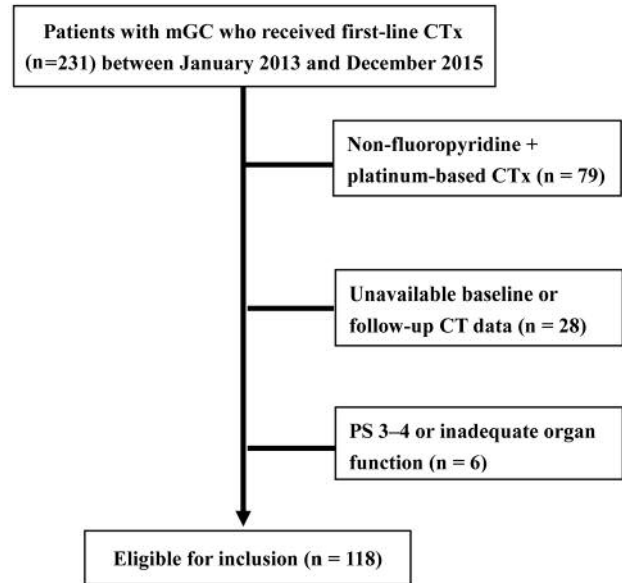 Patients with mGC who received first-line CTx
(n=231) between January 2013 and December 2015
Non-fluoropyridine +
platinum-based CTx (n = 79)
Unavailable baseline or
follow-up CT data (n = 28)
PS 3–4 or inadequate organ
function (n = 6)
Eligible for inclusion (n = 118)